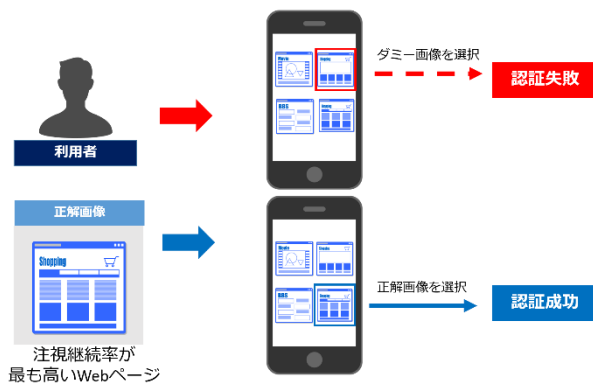 ダミー画像を選択
認証失敗
利用者
正解画像
Shopping
注視継続率が
最も高いWebページ
正解画像を選択
認証成功